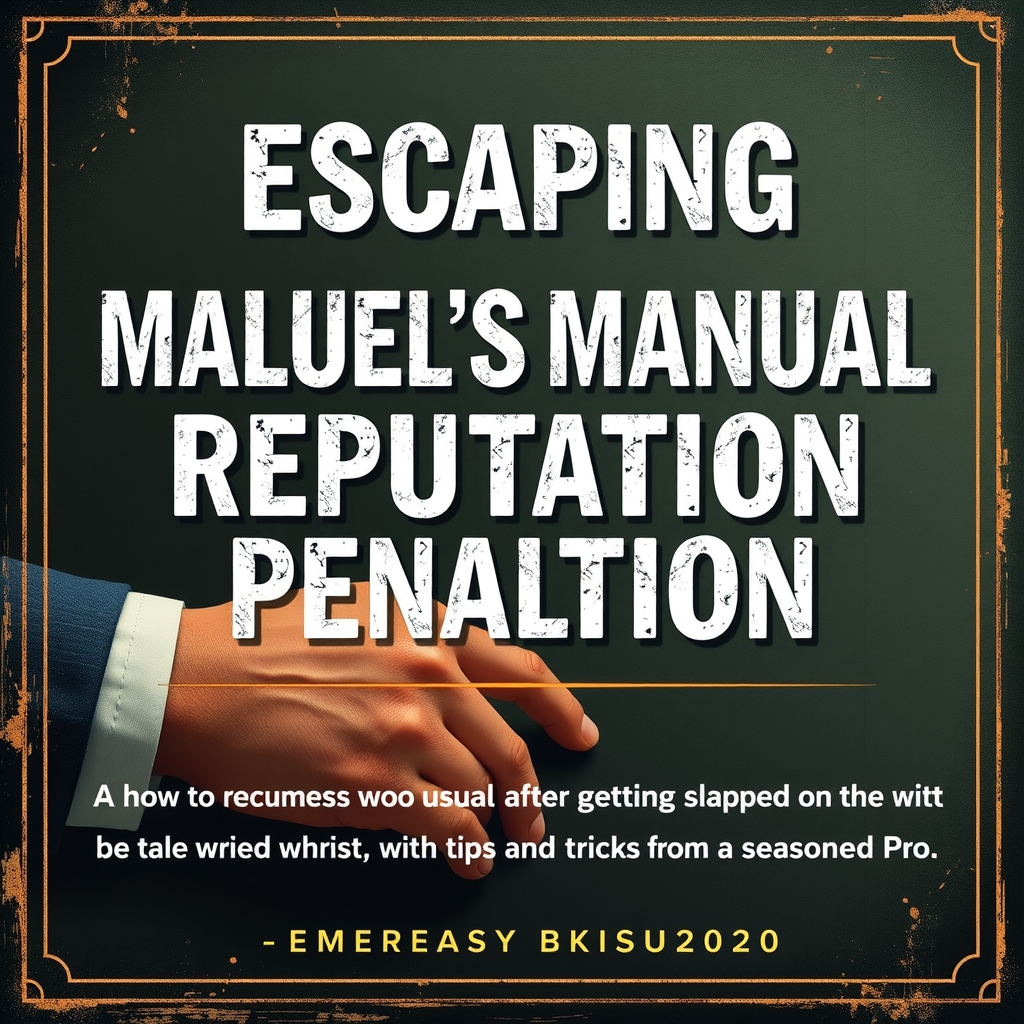 ESCAPING
MALUEL'S MANUAL
REPUTATION
PENALTION
A how to recumess woo usual after getting slapped on the witt
be tale wried whrist, with tips and tricks from a seasoned Pro.
- EMEREASY BKISU2020